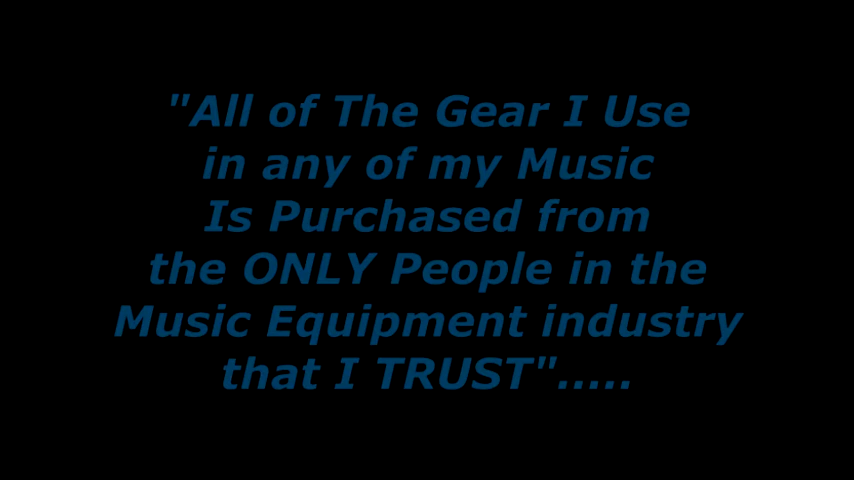 "All of The Gear I Use
in any of my Music
Is Purchased from
the ONLY People in the
Music Equipment industry
that I TRUST".....